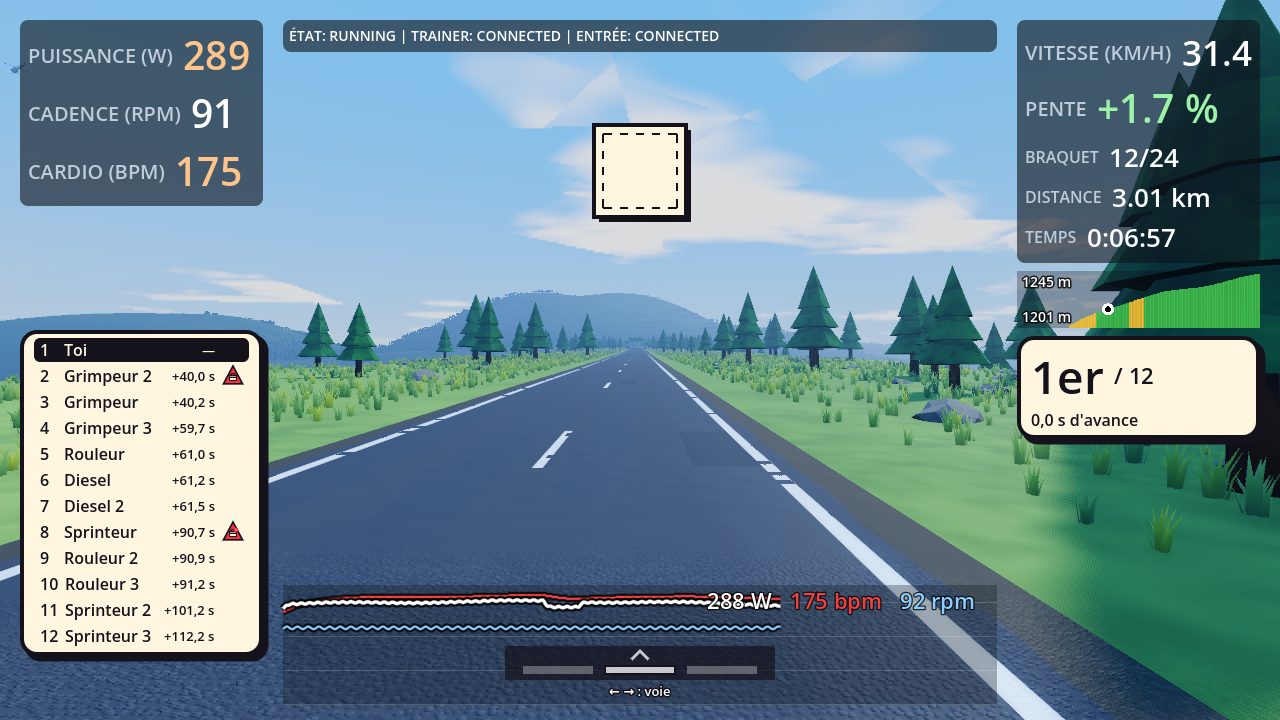 PUISSANCE (W) 289
CADENCE (RPM) 91
CARDIO (BPM) 175
ÉTAT: RUNNING | TRAINER: CONNECTED | ENTRÉE: CONNECTED
VITESSE (KM/H) 31.4
PENTE +1.7 %
BRAQUET 12/24
DISTANCE 3.01 km
TEMPS 0:06:57
1245 m
1201 m
1er / 12
0,0 s d'avance
1 Toi —
2 Grimpeur 2 +40,0 s
3 Grimpeur +40,2 s
4 Grimpeur 3 +59,7 s
5 Rouleur +61,0 s
6 Diesel +61,2 s
7 Diesel 2 +61,5 s
8 Sprinteur +90,7 s
9 Rouleur 2 +90,9 s
10 Rouleur 3 +91,2 s
11 Sprinteur 2 +101,2 s
12 Sprinteur 3 +112,2 s
288 W 175 bpm 92 rpm
← → : voie